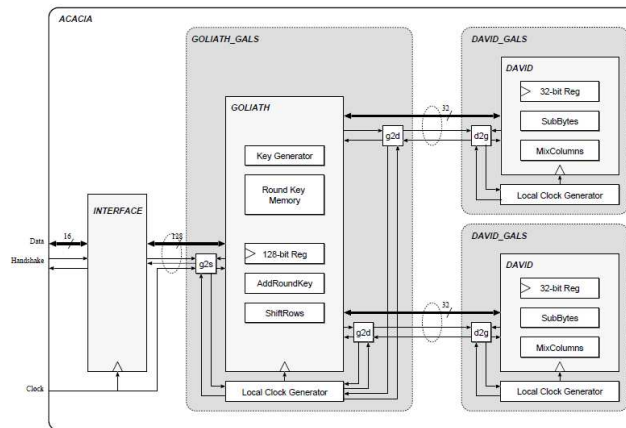 ACACIA
GOLIATH_GALS
GOLIATH
Key Generator
Round Key
Memory
128-bit Reg
AddRoundKey
ShiftRows
Local Clock Generator
g2d
g2d
g2s
INTERFACE
Data
16
128
Handshake
Clock
32
DAVID_GALS
DAVID
32-bit Reg
SubBytes
MixColumns
d2g
Local Clock Generator
32
DAVID_GALS
DAVID
32-bit Reg
SubBytes
MixColumns
d2g
Local Clock Generator